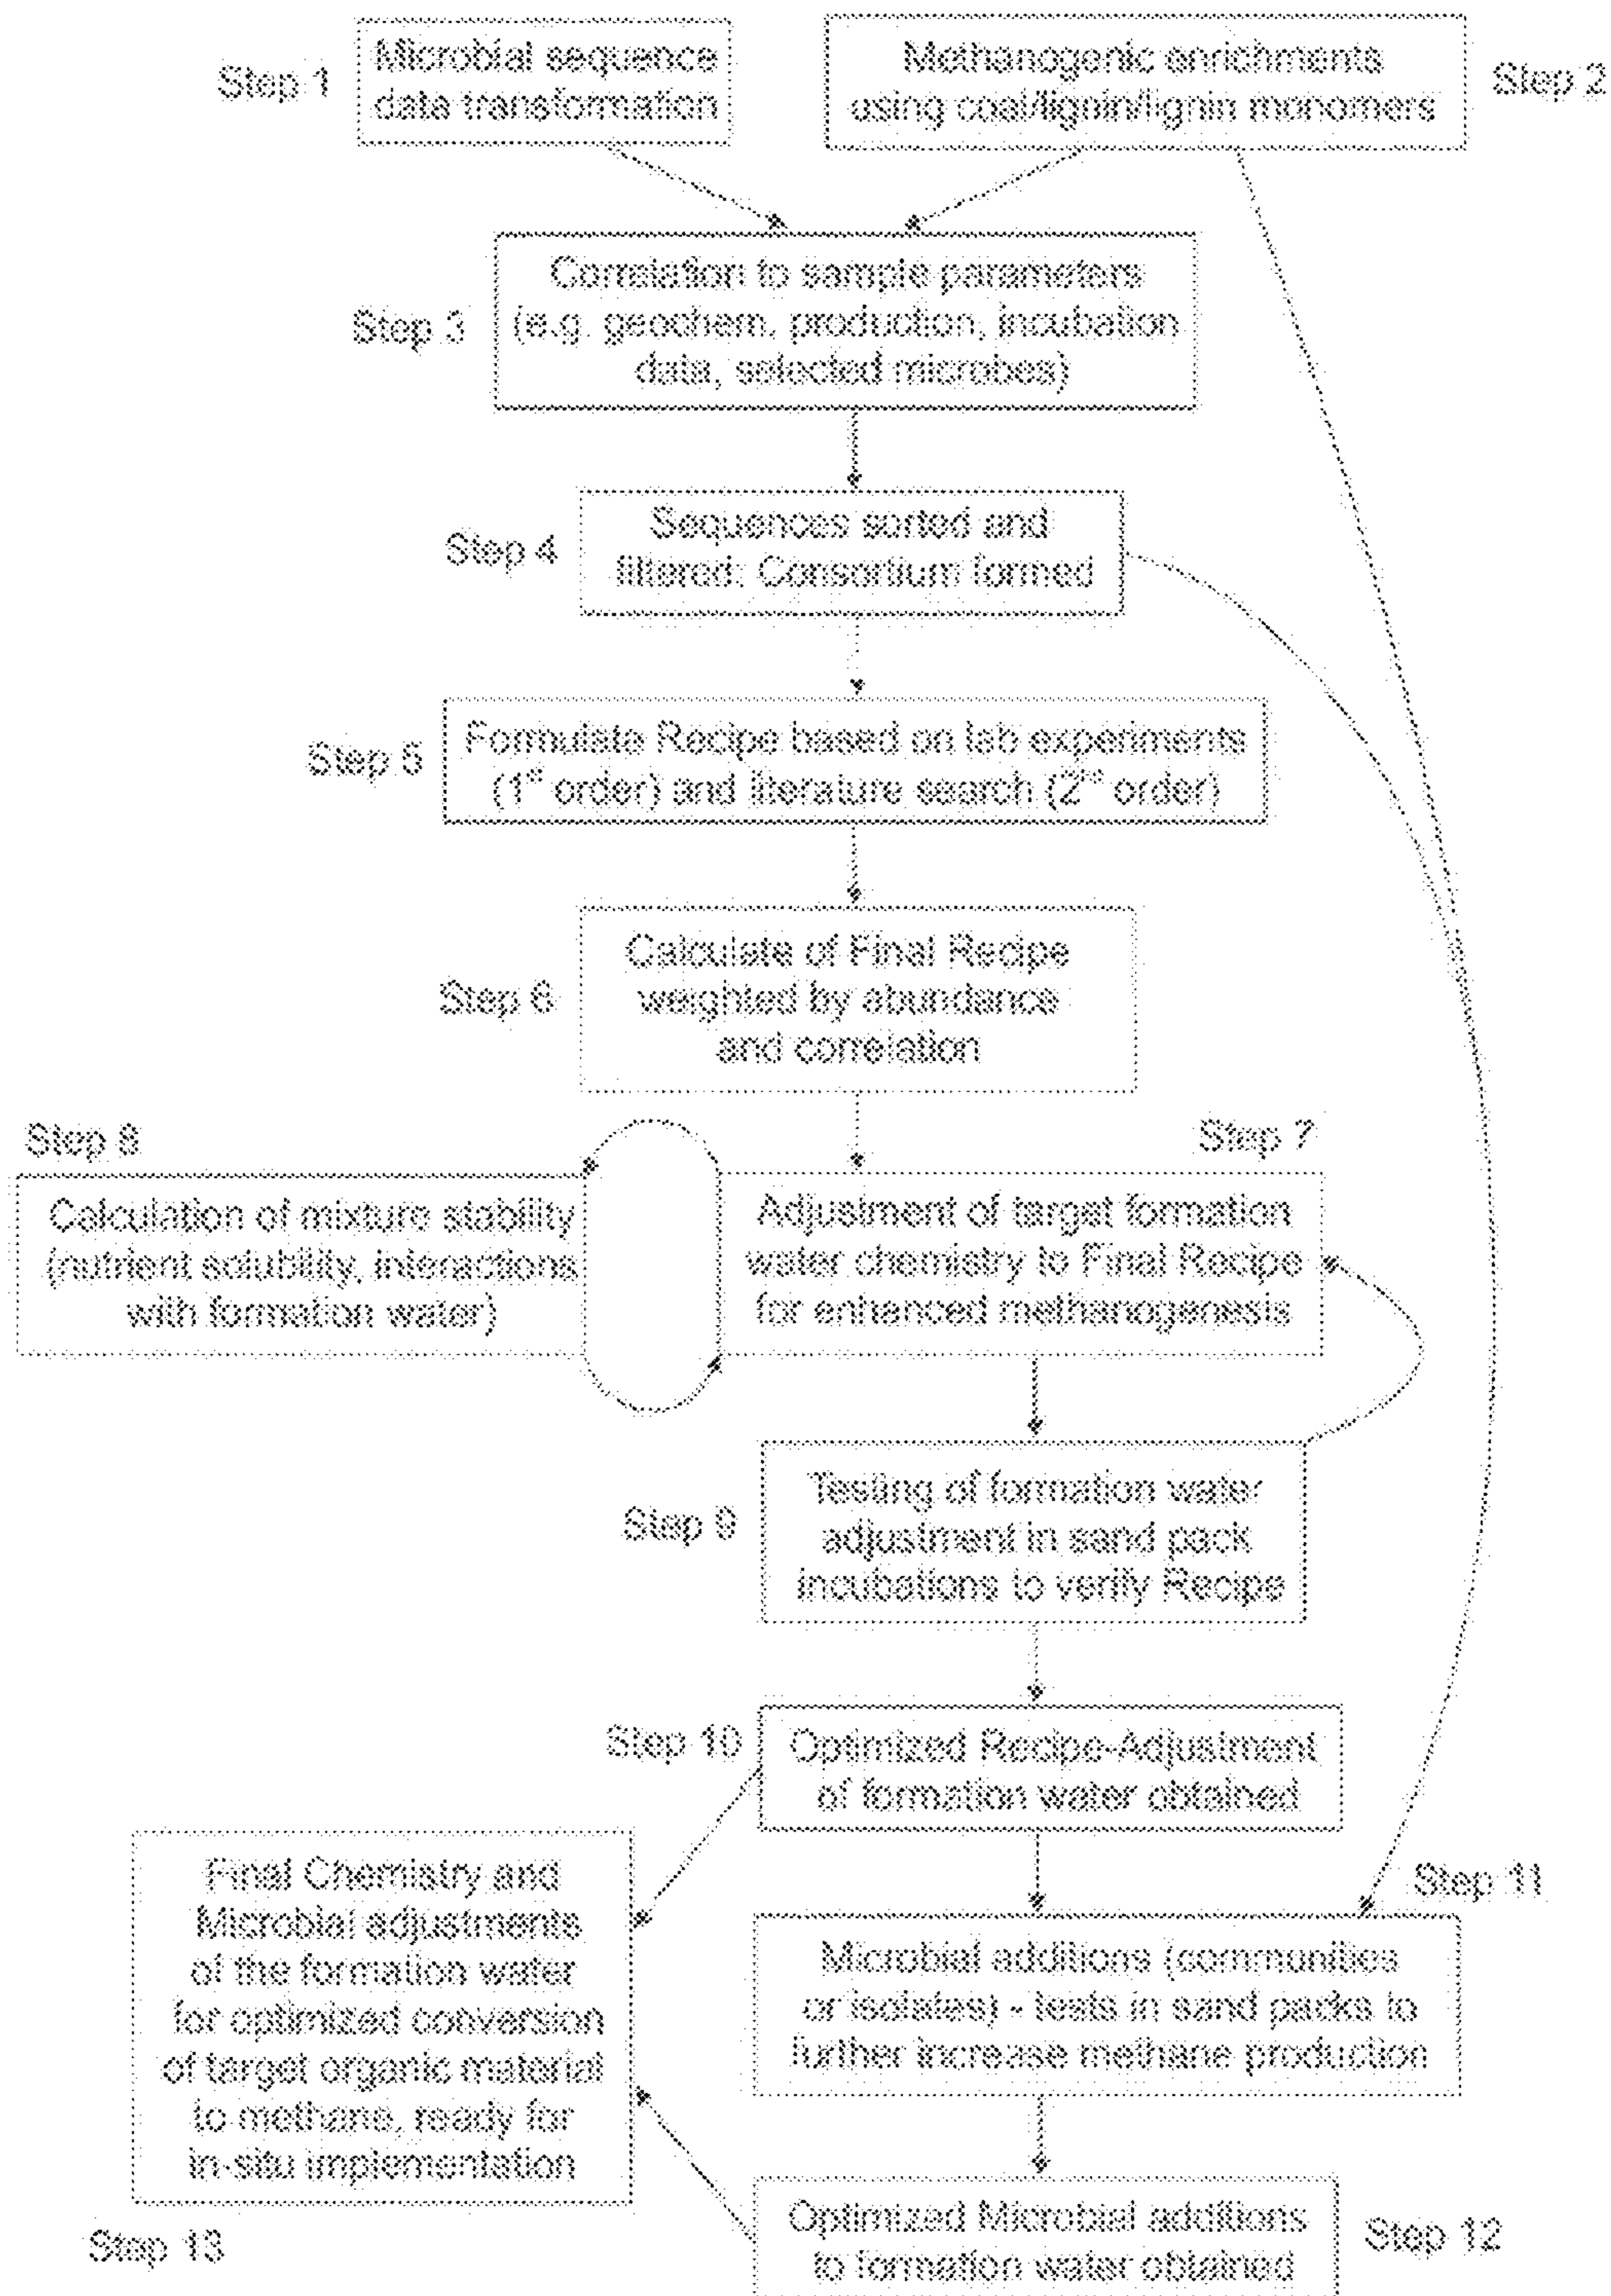 Step 1
Microbial sequence
data transformation
Methanogenic enrichments
using coal/lignin/lignin monomers
Step 2
Step 3
Correlation to sample parameters
(e.g. geochem, production, incubation
data, selected microbes)
Step 4
Sequences sorted and
filtered: Consortium formed
Step 5
Formulate Recipe based on lab experiments
(1st order) and literature search (2nd order)
Step 6
Calculate of Final Recipe
weighted by abundance
and correlation
Step 8
Calculation of mixture stability
(nutrient solubility, interactions
with formation water)
Step 7
Adjustment of target formation
water chemistry to Final Recipe
for enhanced methanogenesis
Step 9
Testing of formation water
adjustment in sand pack
incubations to verify Recipe
Step 10
Optimized Recipe-Adjustment
of formation water obtained
Step 11
Microbial additions (communities
or isolates) - tests in sand packs to
further increase methane production
Final Chemistry and
Microbial adjustments
of the formation water
for optimized conversion
of target organic material
to methane, ready for
in-situ implementation
Step 13
Optimized Microbial additions
to formation water obtained
Step 12